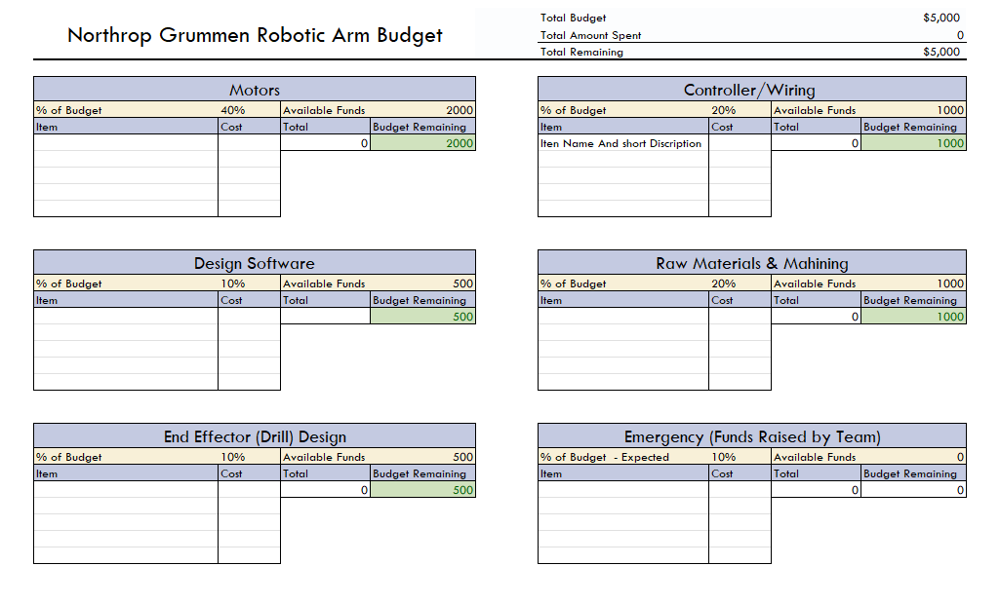 Northrop Grummen Robotic Arm Budget
Total Budget $5,000
Total Amount Spent 0
Total Remaining $5,000
Motors
% of Budget 40% Available Funds 2000
Item Cost Total Budget Remaining
0 2000
Controller/Wiring
% of Budget 20% Available Funds 1000
Item Cost Total Budget Remaining
Iten Name And short Discription 0 1000
Design Software
% of Budget 10% Available Funds 500
Item Cost Total Budget Remaining
500
Raw Materials & Mahining
% of Budget 20% Available Funds 1000
Item Cost Total Budget Remaining
0 1000
End Effector (Drill) Design
% of Budget 10% Available Funds 500
Item Cost Total Budget Remaining
0 500
Emergency (Funds Raised by Team)
% of Budget - Expected 10% Available Funds 0
Item Cost Total Budget Remaining
0 0